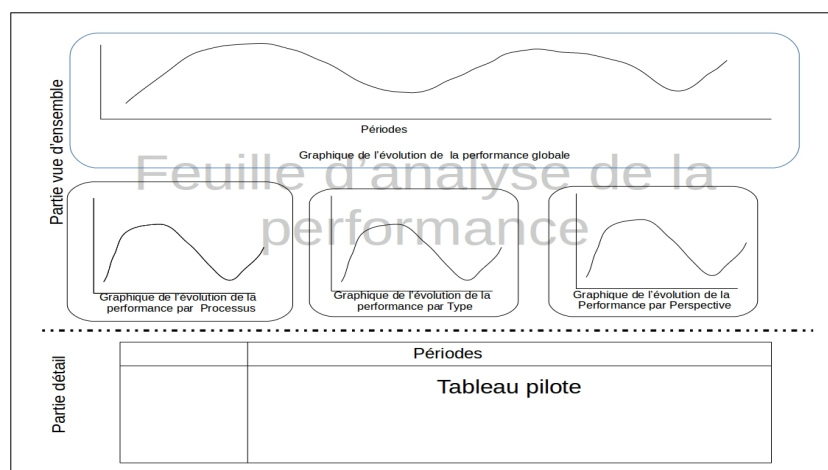 Partie vue d'ensemble
Périodes
Graphique de l'évolution de la performance globale
Feuille d'analyse de la
performance
Graphique de l'évolution de la
performance par Processus
Graphique de l'évolution de la
performance par Type
Graphique de l'évolution de la
Performance par Perspective
Partie détail
Périodes
Tableau pilote